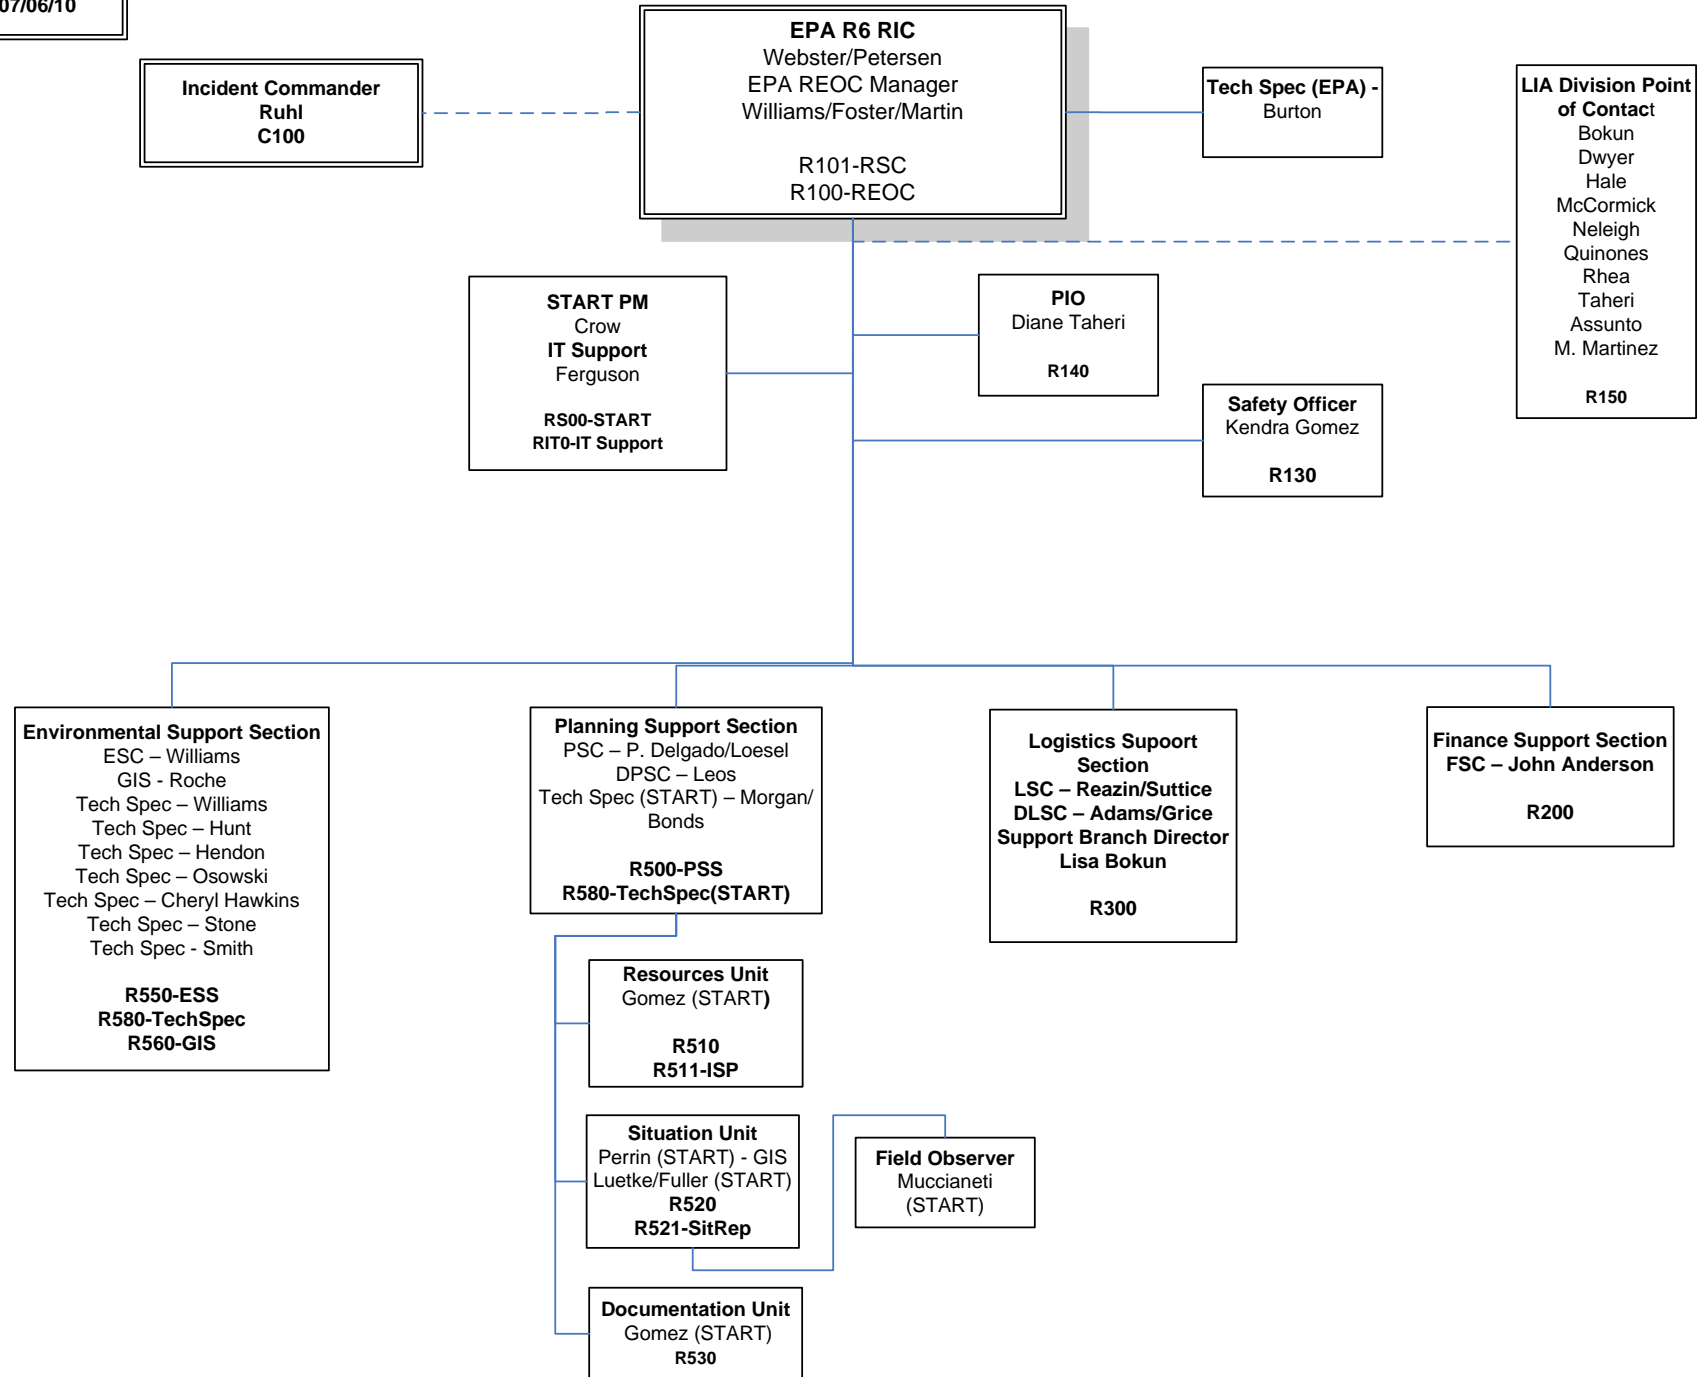 07/06/10
EPA R6 RIC
Webster/Petersen
EPA REOC Manager
Williams/Foster/Martin
R101-RSC
R100-REOC
Incident Commander
Ruhl
C100
Tech Spec (EPA) -
Burton
LIA Division Point
of Contact
Bokun
Dwyer
Hale
McCormick
Neleigh
Quinones
Rhea
Taheri
Assunto
M. Martinez
R150
START PM
Crow
IT Support
Ferguson
RS00-START
RIT0-IT Support
PIO
Diane Taheri
R140
Safety Officer
Kendra Gomez
R130
Environmental Support Section
ESC – Williams
GIS - Roche
Tech Spec – Williams
Tech Spec – Hunt
Tech Spec – Hendon
Tech Spec – Osowski
Tech Spec – Cheryl Hawkins
Tech Spec – Stone
Tech Spec - Smith
R550-ESS
R580-TechSpec
R560-GIS
Planning Support Section
PSC – P. Delgado/Loesel
DPSC – Leos
Tech Spec (START) – Morgan/
Bonds
R500-PSS
R580-TechSpec(START)
Logistics Supoort
Section
LSC – Reazin/Suttice
DLSC – Adams/Grice
Support Branch Director
Lisa Bokun
R300
Finance Support Section
FSC – John Anderson
R200
Resources Unit
Gomez (START)
R510
R511-ISP
Situation Unit
Perrin (START) - GIS
Luetke/Fuller (START)
R520
R521-SitRep
Field Observer
Muccianeti
(START)
Documentation Unit
Gomez (START)
R530